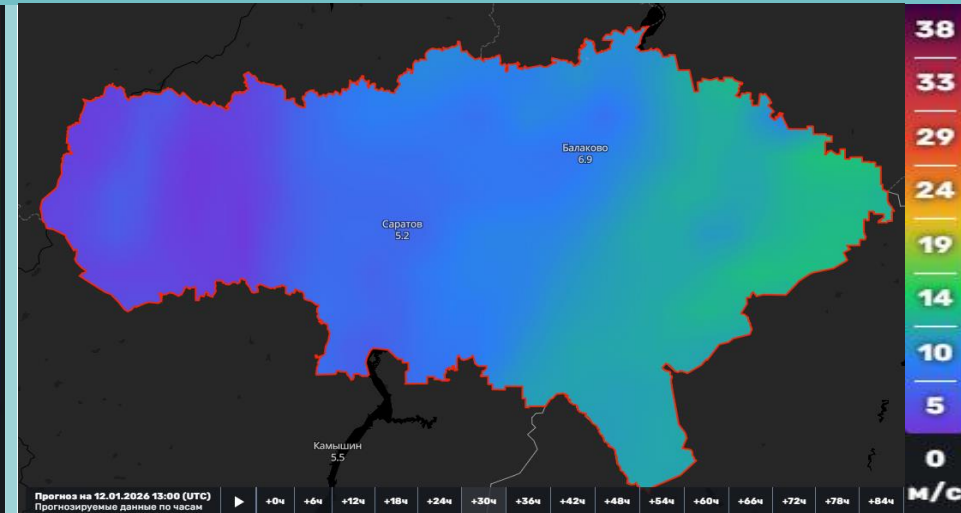 38
33
29
24
19
14
10
5
0
м/с
Балаково
6.9
Саратов
5.2
Камышин
5.5
Прогноз на 12.01.2026 13:00 (UTC)
Прогнозируемые данные по часам
+0ч +6ч +12ч +18ч +24ч +30ч +36ч +42ч +48ч +54ч +60ч +66ч +72ч +78ч +84ч